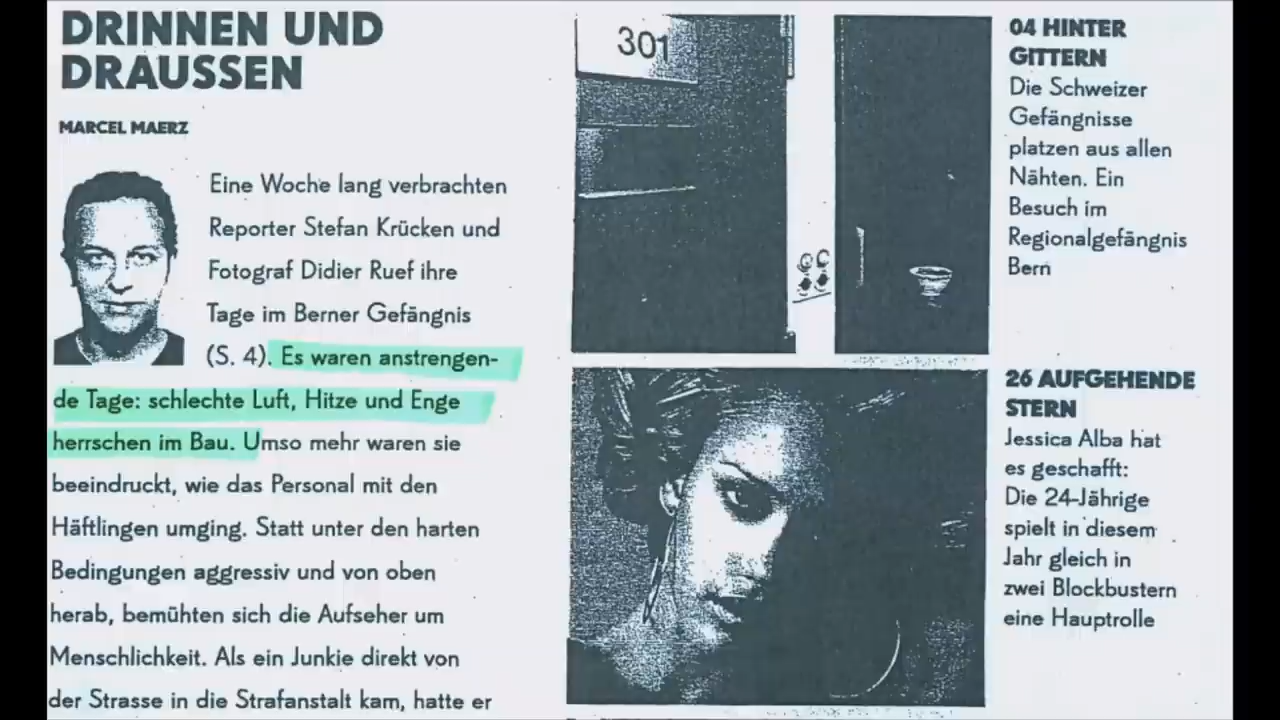 DRINNEN UND
DRAUSSEN
MARCEL MAERZ
Eine Woche lang verbrachten
Reporter Stefan Krücken und
Fotograf Didier Ruef ihre
Tage im Berner Gefängnis
(S. 4). Es waren anstrengen-
de Tage: schlechte Luft, Hitze und Enge
herrschen im Bau. Umso mehr waren sie
beeindruckt, wie das Personal mit den
Häftlingen umging. Statt unter den harten
Bedingungen aggressiv und von oben
herab, bemühten sich die Aufseher um
Menschlichkeit. Als ein Junkie direkt von
der Strasse in die Strafanstalt kam, hatte er
301
04 HINTER
GITTERN
Die Schweizer
Gefängnisse
platzen aus allen
Nähten. Ein
Besuch im
Regionalgefängnis
Bern
26 AUFGEHENDE
STERN
Jessica Alba hat
es geschafft:
Die 24-Jährige
spielt in diesem
Jahr gleich in
zwei Blockbustern
eine Hauptrolle